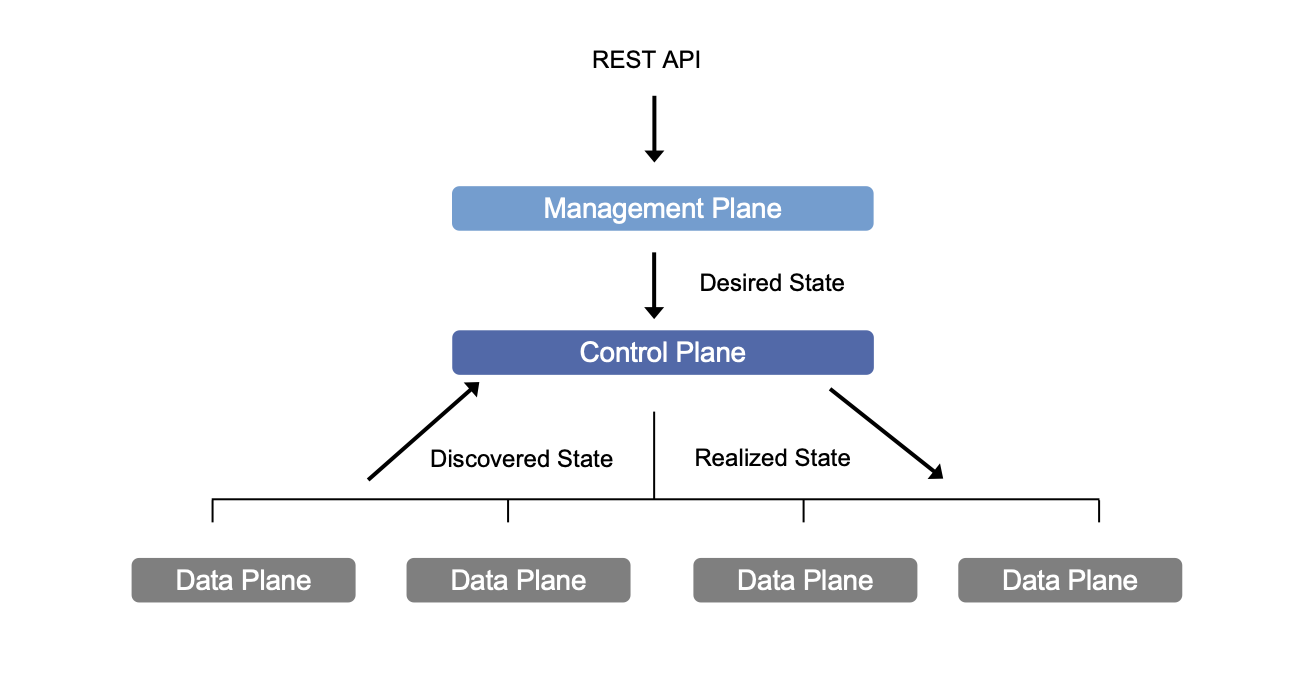 REST API
Management Plane
Desired State
Control Plane
Discovered State
Realized State
Data Plane
Data Plane
Data Plane
Data Plane